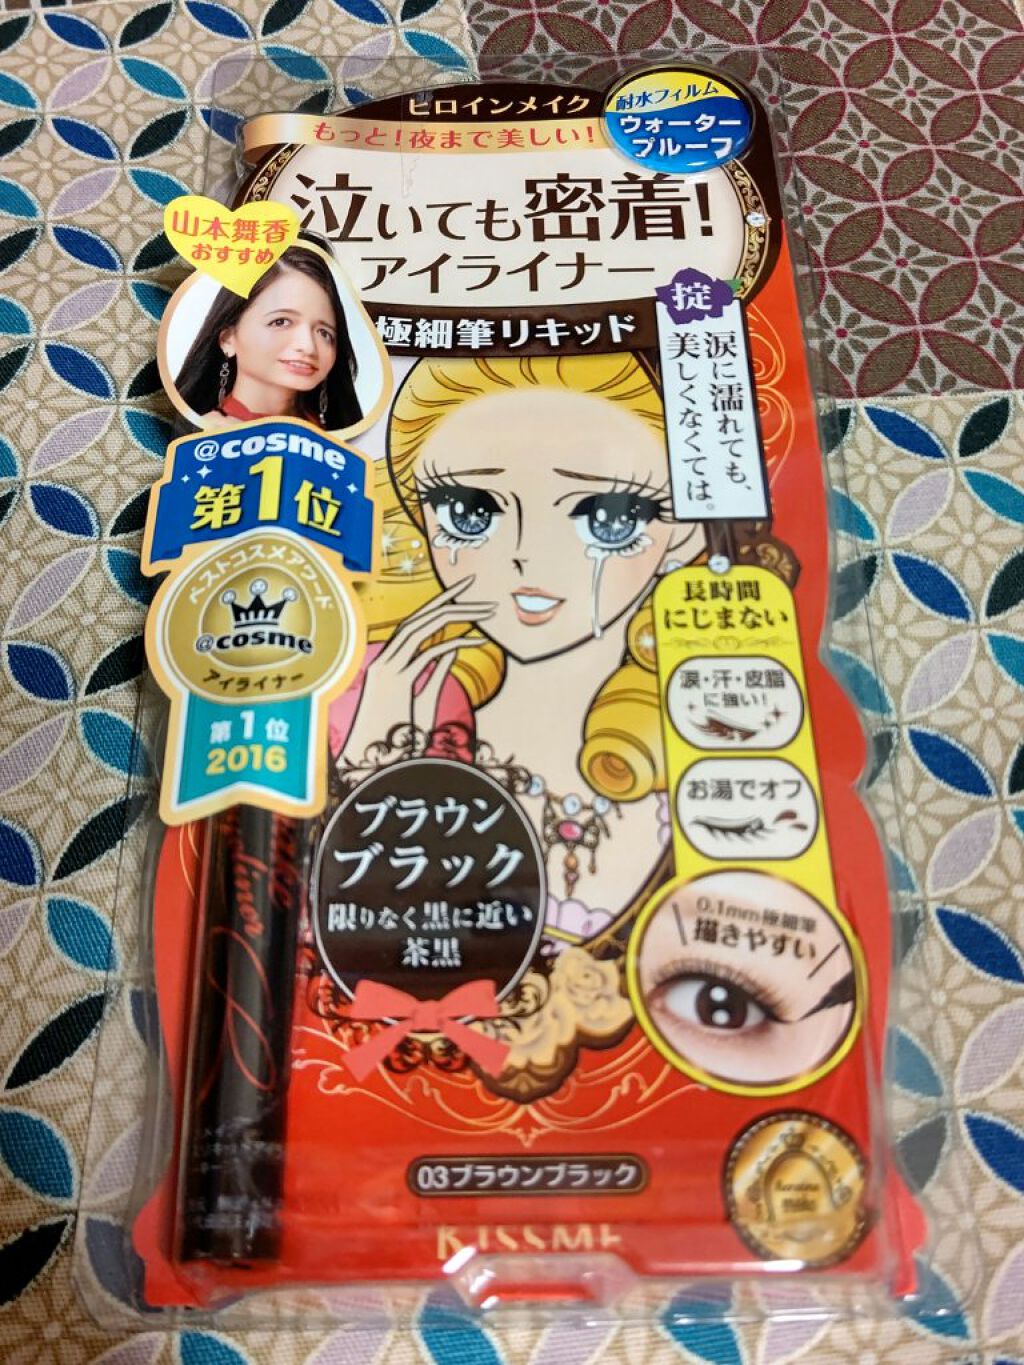 ヒロインメイク
もっと!夜まで美しい!
耐水フィルム
ウォーター
プルーフ
泣いても密着!
アイライナー
極細筆リキッド
山本舞香
おすすめ
掟
涙に濡れても、
美しくなくては。
@cosme
第1位
ベストコスメアワード
@cosme
アイライナー
第1位
2016
長時間
にじまない
涙・汗・皮脂
に強い!
お湯でオフ
0.1mm極細筆
描きやすい
ブラウン
ブラック
限りなく黒に近い
茶黒
03ブラウンブラック
KISSME